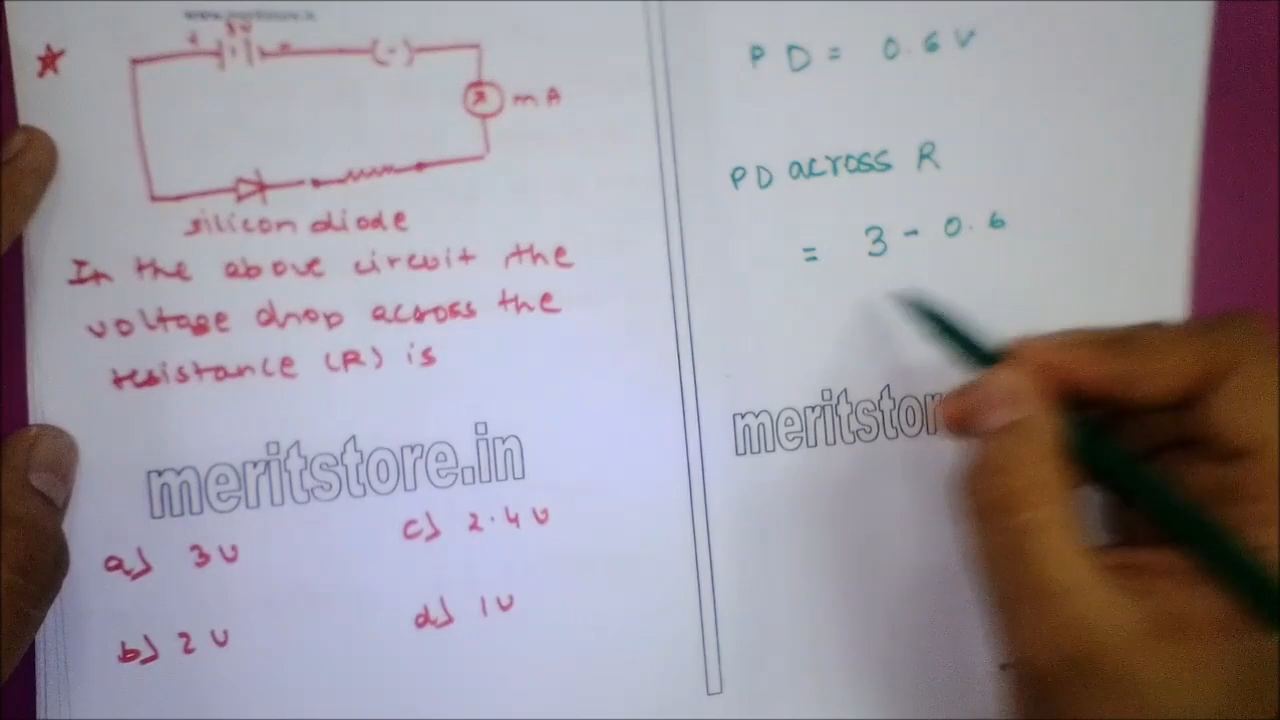 3V
+ -
(·)
A mA
silicon diode
In the above circuit the
voltage drop across the
resistance (R) is
meritstore.in
a) 3V
c) 2.4V
b) 2V
d) 1V
PD = 0.6V
PD across R
= 3 - 0.6
meritstor